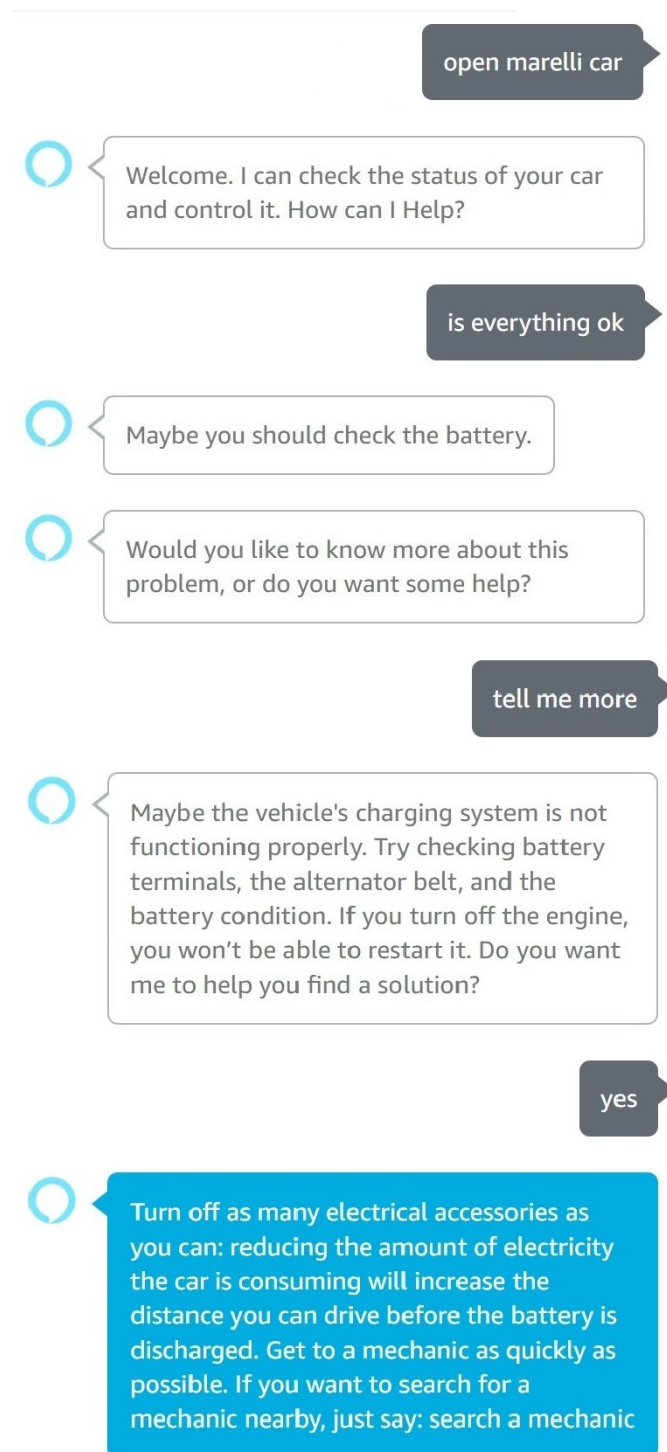 open marelli car
Welcome. I can check the status of your car
and control it. How can I Help?
is everything ok
Maybe you should check the battery.
Would you like to know more about this
problem, or do you want some help?
tell me more
Maybe the vehicle's charging system is not
functioning properly. Try checking battery
terminals, the alternator belt, and the
battery condition. If you turn off the engine,
you won’t be able to restart it. Do you want
me to help you find a solution?
yes
Turn off as many electrical accessories as
you can: reducing the amount of electricity
the car is consuming will increase the
distance you can drive before the battery is
discharged. Get to a mechanic as quickly as
possible. If you want to search for a
mechanic nearby, just say: search a mechanic